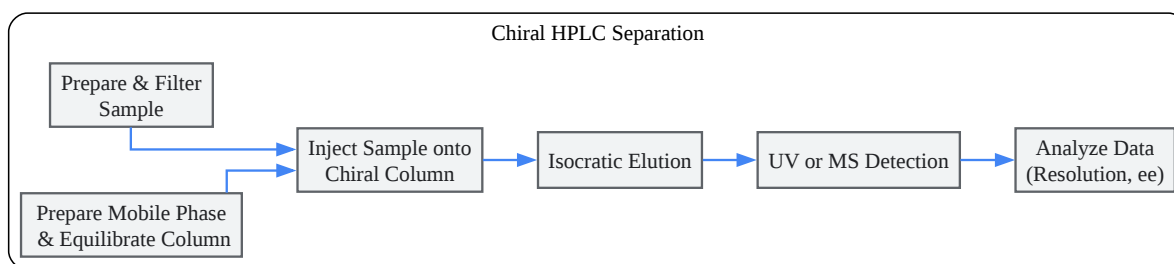 Chiral HPLC Separation
Prepare & Filter
Sample
Prepare Mobile Phase
& Equilibrate Column
Inject Sample onto
Chiral Column
Isocratic Elution
UV or MS Detection
Analyze Data
(Resolution, ee)